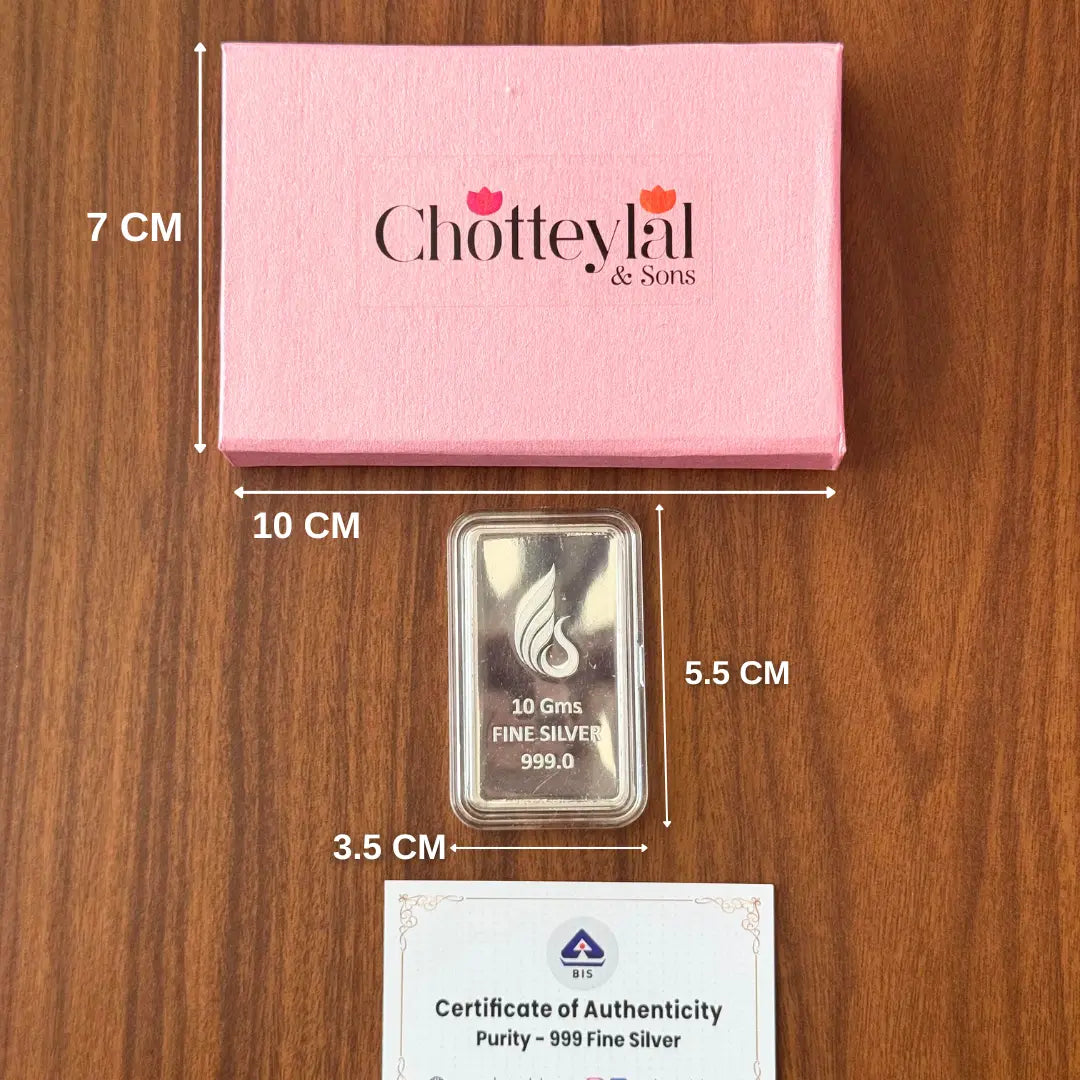 7 CM
Chotteylal
& Sons
10 CM
10 Gms
FINE SILVER
999.0
5.5 CM
3.5 CM
BIS
Certificate of Authenticity
Purity - 999 Fine Silver